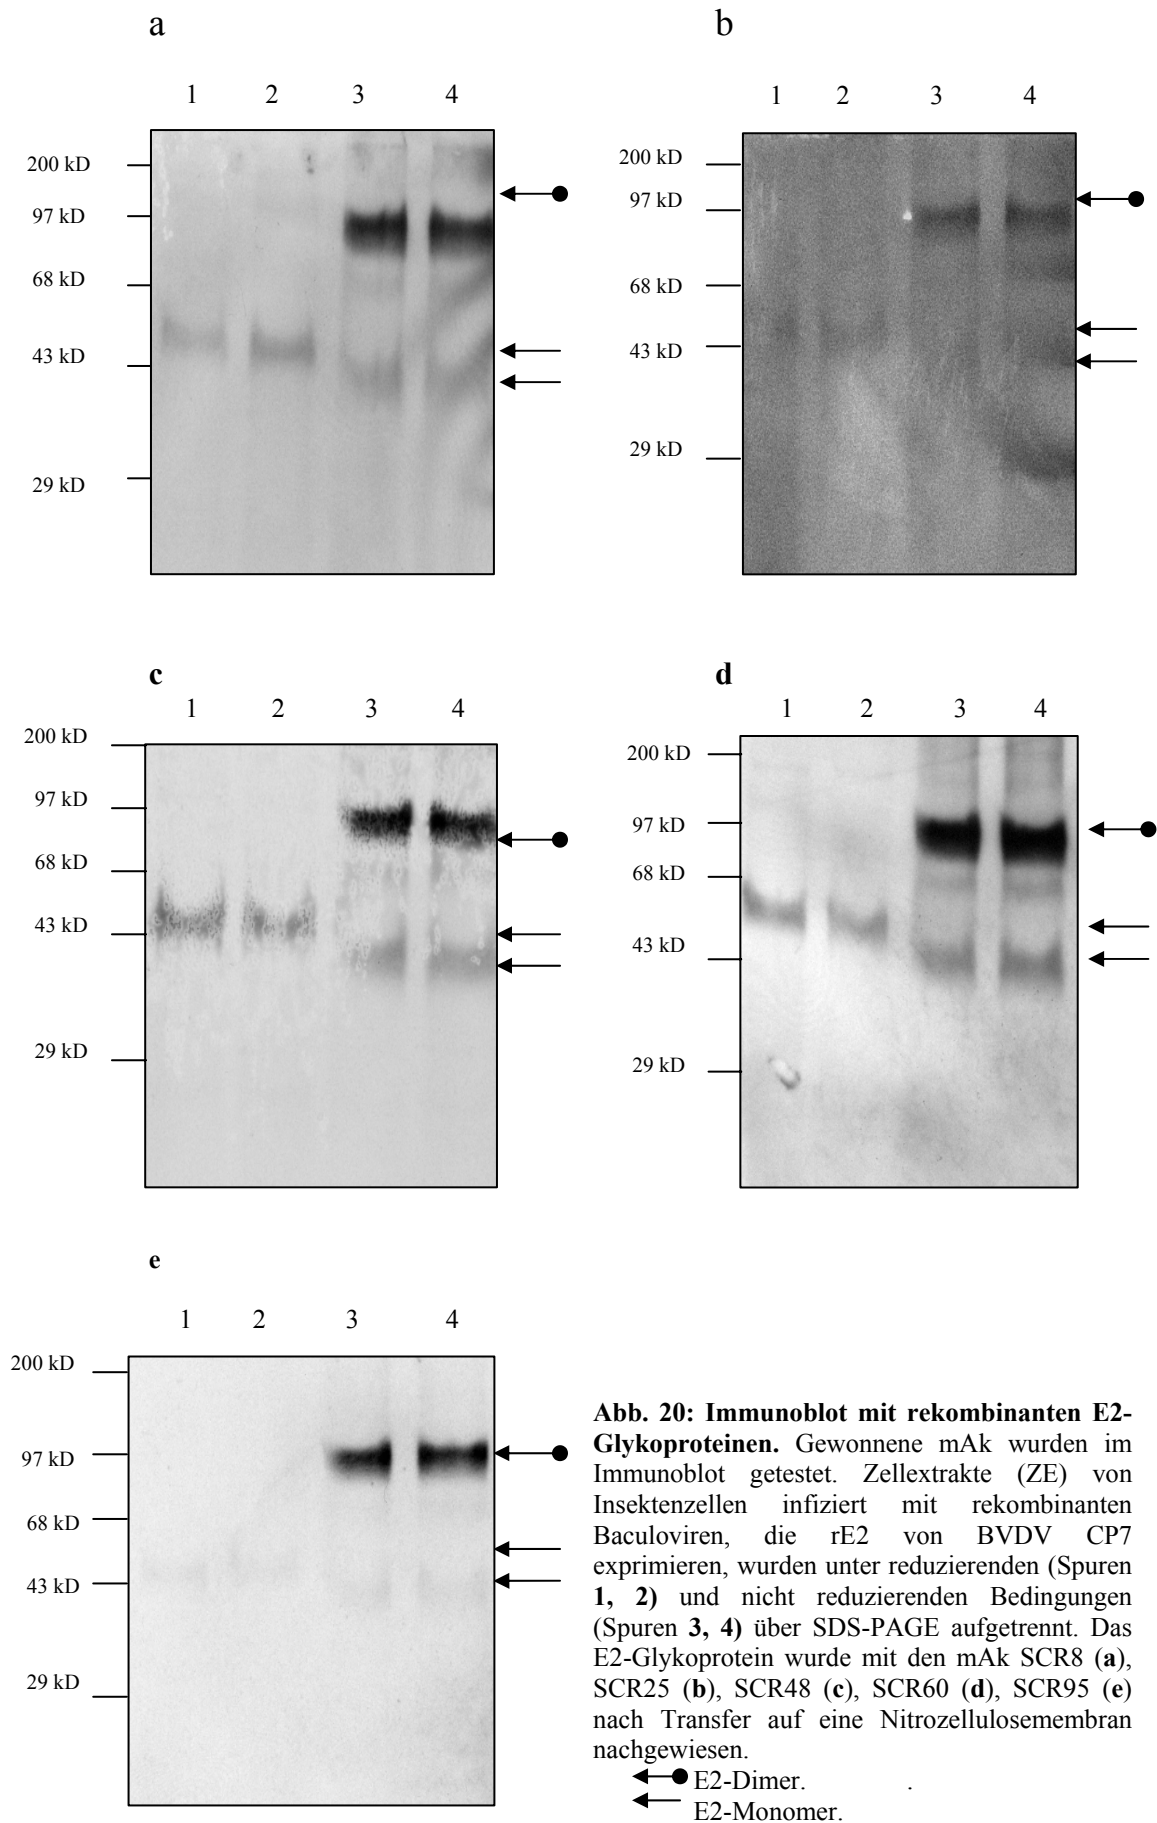 a
1 2 3 4
200 kD
97 kD
68 kD
43 kD
29 kD
b
1 2 3 4
200 kD
97 kD
68 kD
43 kD
29 kD
c
1 2 3 4
200 kD
97 kD
68 kD
43 kD
29 kD
d
1 2 3 4
200 kD
97 kD
68 kD
43 kD
29 kD
e
1 2 3 4
200 kD
97 kD
68 kD
43 kD
29 kD
Abb. 20: Immunoblot mit rekombinanten E2-
Glykoproteinen. Gewonnene mAk wurden im
Immunoblot getestet. Zellextrakte (ZE) von
Insektenzellen infiziert mit rekombinanten
Baculoviren, die rE2 von BVDV CP7
exprimieren, wurden unter reduzierenden (Spuren
1, 2) und nicht reduzierenden Bedingungen
(Spuren 3, 4) über SDS-PAGE aufgetrennt. Das
E2-Glykoprotein wurde mit den mAk SCR8 (a),
SCR25 (b), SCR48 (c), SCR60 (d), SCR95 (e)
nach Transfer auf eine Nitrozellulosemembran
nachgewiesen.
E2-Dimer. .
E2-Monomer.